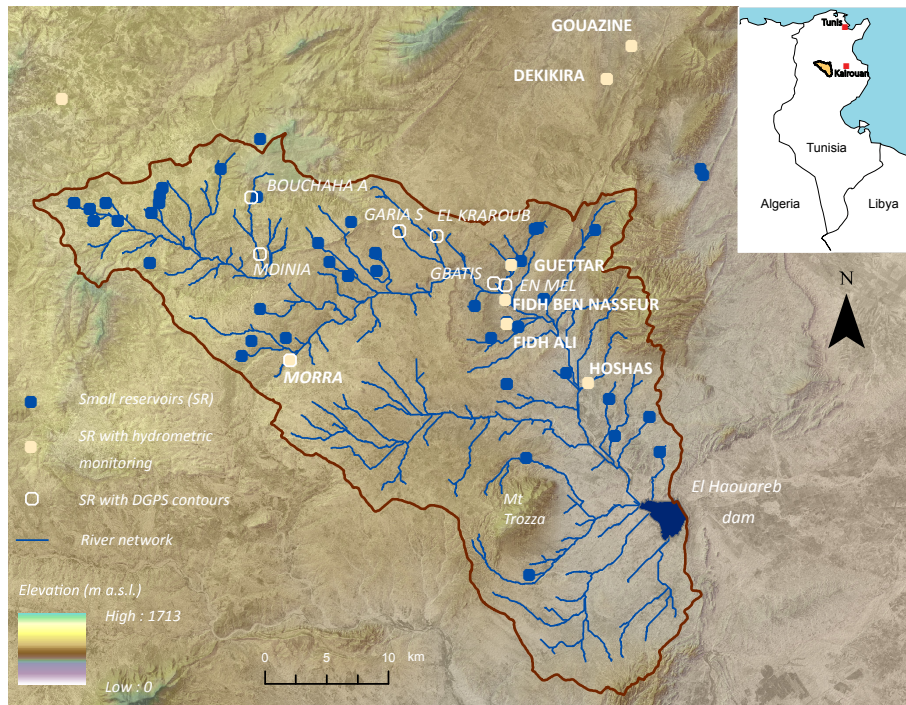 GOUAZINE
DEKIKIRA
Tunis
Kairouan
Tunisia
Algeria
Libya
BOUCHAHA A
GARIA S
EL KRAROUB
MDINIA
GBATIS
GUETTAR
EN MEL
FIDH BEN NASSEUR
FIDH ALI
MORRA
HOSHAS
N
Small reservoirs (SR)
SR with hydrometric
monitoring
SR with DGPS contours
River network
Mt
Trozza
El Haouareb
dam
Elevation (m a.s.l.)
High : 1713
Low : 0
0 5 10 km